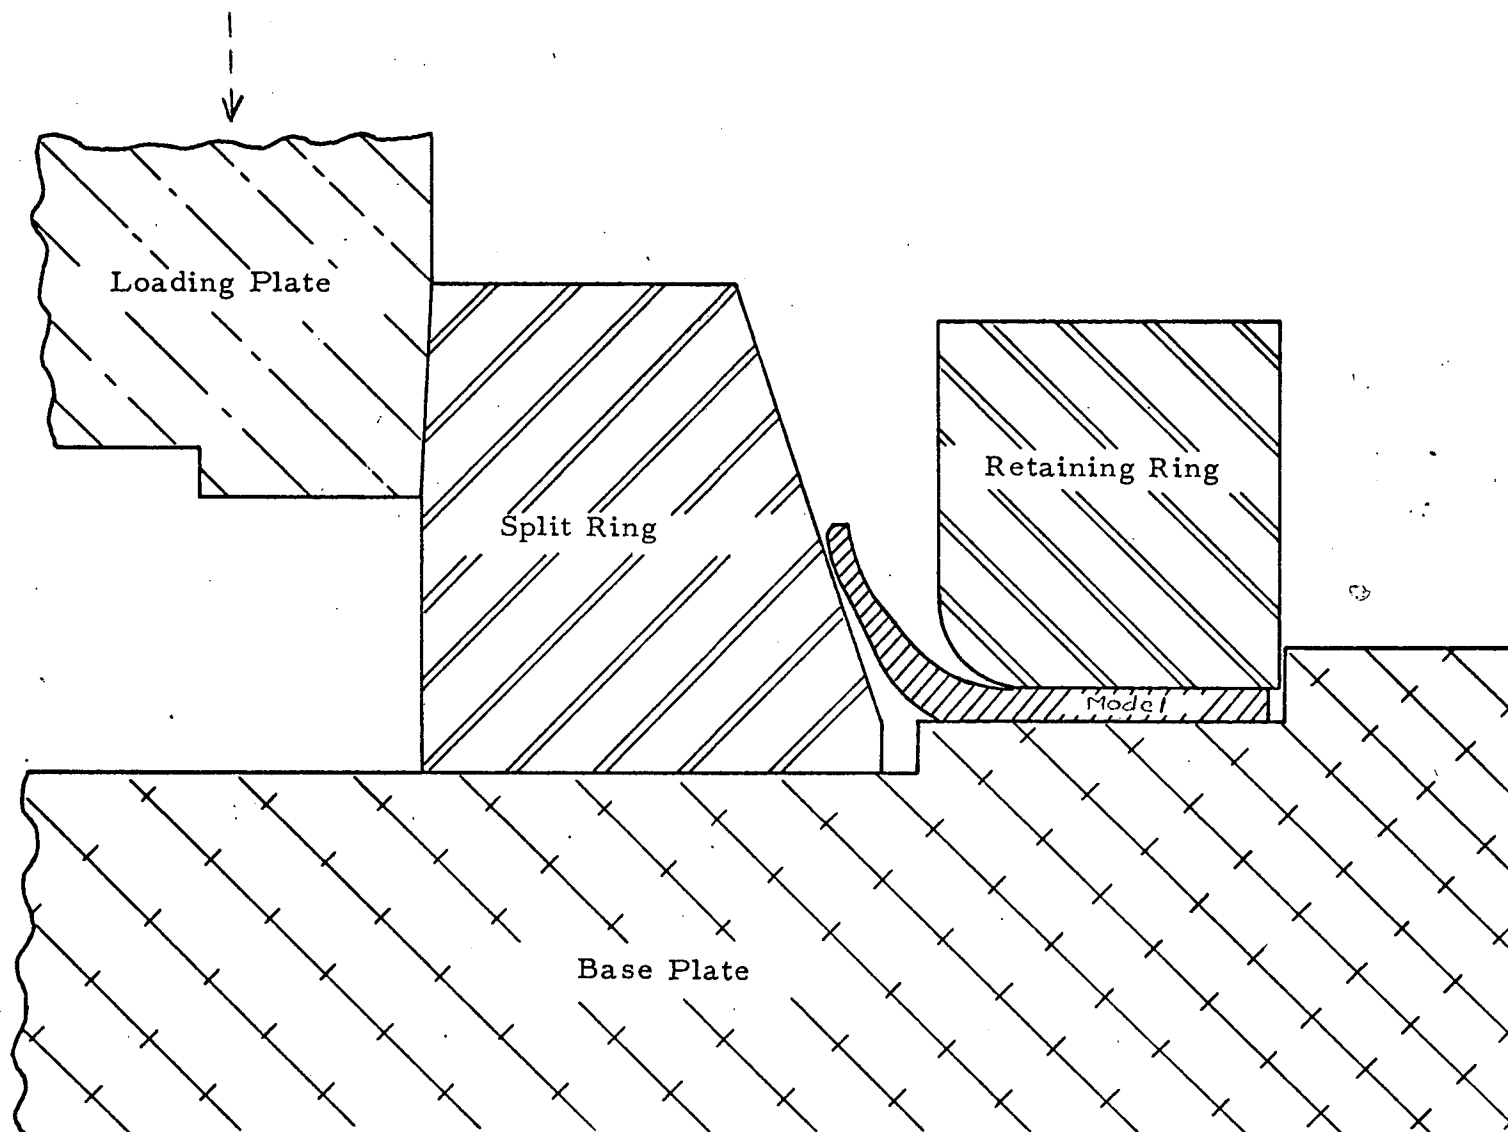 Loading Plate
Retaining Ring
Split Ring
Model
Base Plate